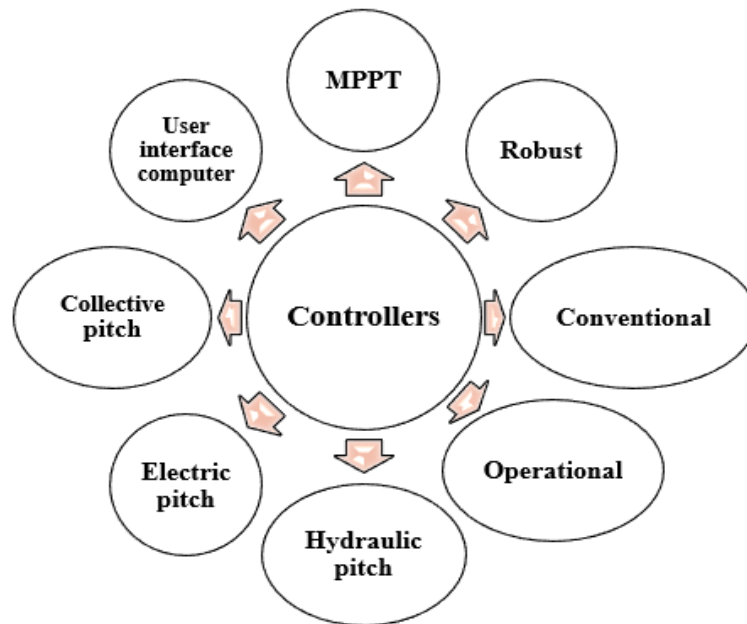 MPPT
Robust
Conventional
Operational
Hydraulic
pitch
Electric
pitch
Collective
pitch
User
interface
computer
Controllers